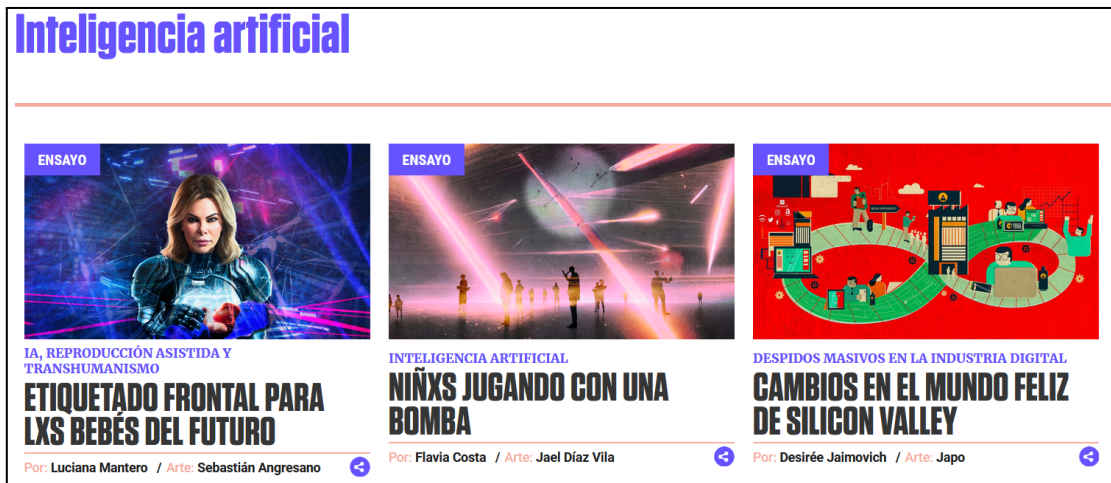 Inteligencia artificial
ENSAYO
IA, REPRODUCCIÓN ASISTIDA Y
TRANSHUMANISMO
ETIQUETADO FRONTAL PARA
LXS BEBÉS DEL FUTURO
Por: Luciana Mantero / Arte: Sebastián Angresano
ENSAYO
INTELIGENCIA ARTIFICIAL
NIÑXS JUGANDO CON UNA
BOMBA
Por: Flavia Costa / Arte: Jael Díaz Vila
ENSAYO
DESPIDOS MASIVOS EN LA INDUSTRIA DIGITAL
CAMBIOS EN EL MUNDO FELIZ
DE SILICON VALLEY
Por: Desirée Jaimovich / Arte: Japo